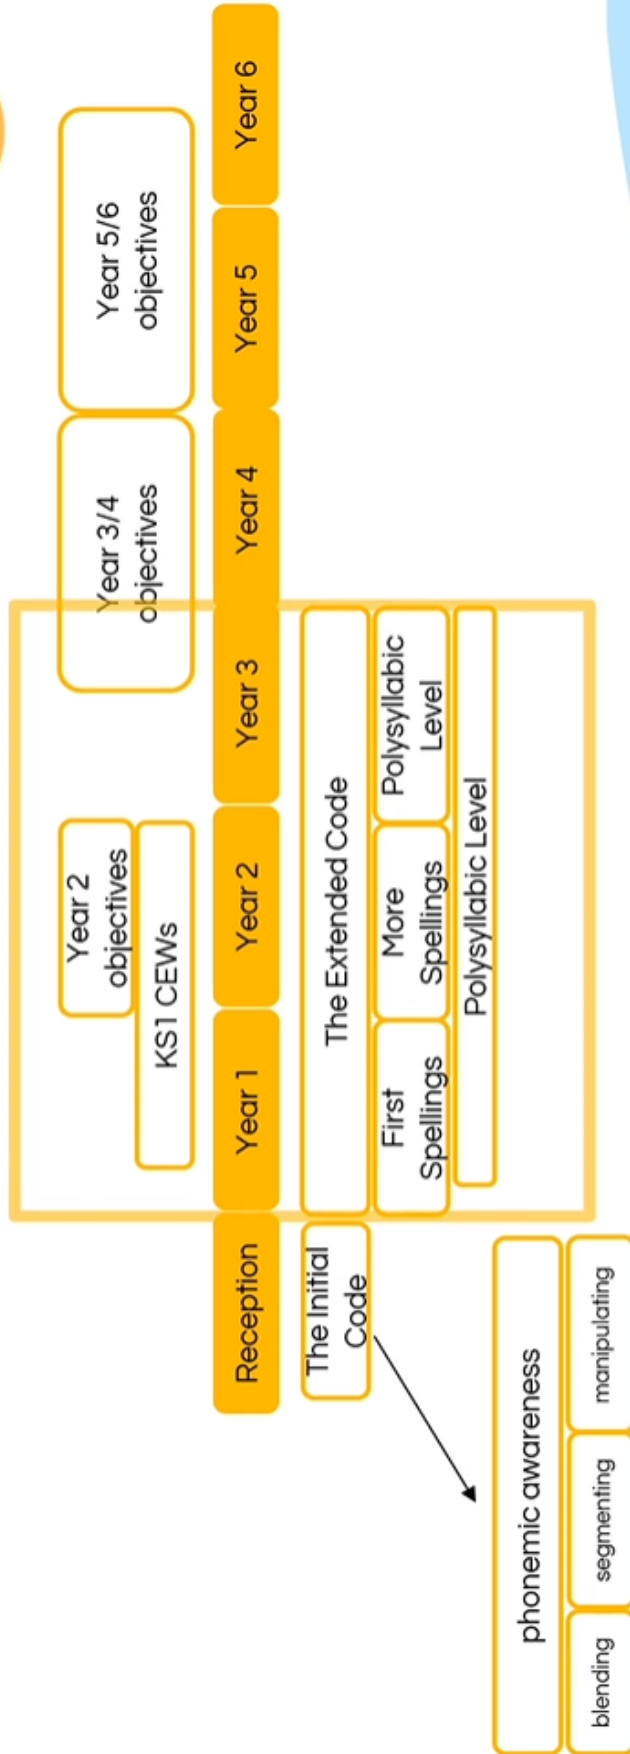 Year 2
objectives
Year 3/4
objectives
Year 5/6
objectives
KS1 CEWs
Reception
Year 1
Year 2
Year 3
Year 4
Year 5
Year 6
The Initial
Code
The Extended Code
First
Spellings
More
Spellings
Polysyllabic
Level
Polysyllabic Level
phonemic awareness
blending
segmenting
manipulating